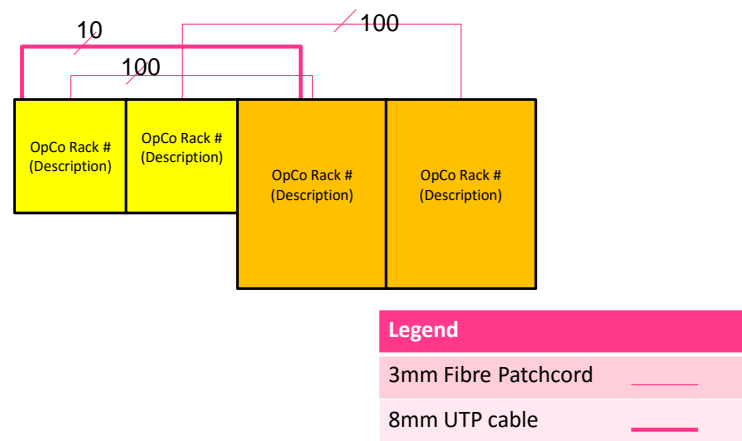 100
10
100
OpCo Rack #
(Description)
OpCo Rack #
(Description)
OpCo Rack #
(Description)
OpCo Rack #
(Description)
Legend
3mm Fibre Patchcord
8mm UTP cable